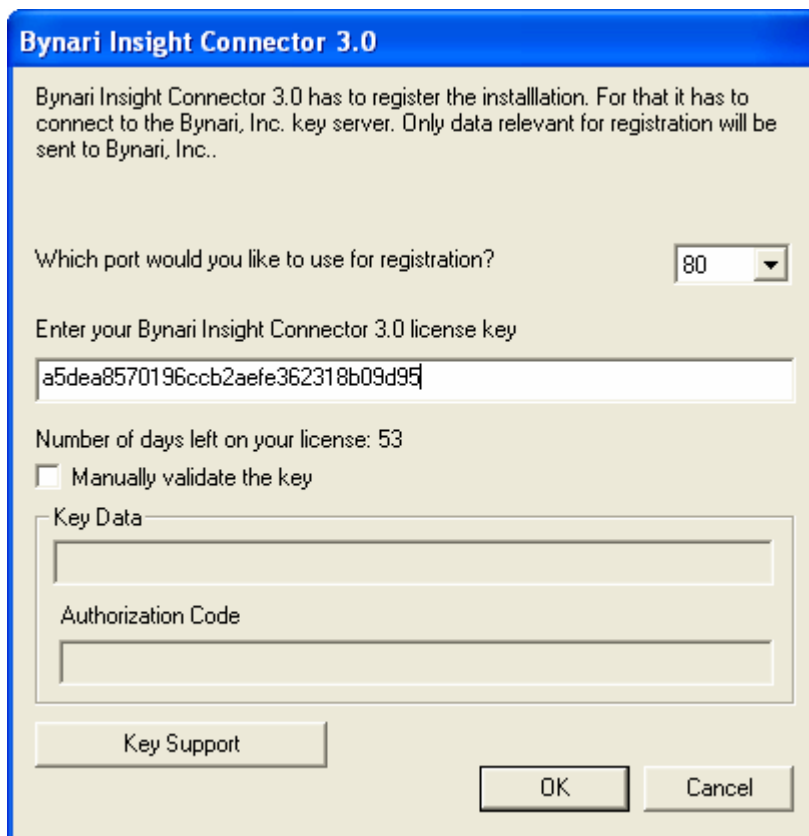 Bynari Insight Connector 3.0
Bynari Insight Connector 3.0 has to register the installlation. For that it has to
connect to the Bynari, Inc. key server. Only data relevant for registration will be
sent to Bynari, Inc..
Which port would you like to use for registration?
80
Enter your Bynari Insight Connector 3.0 license key
a5dea8570196ccb2aefe362318b09d95
Number of days left on your license: 53
Manually validate the key
Key Data
Authorization Code
Key Support
OK
Cancel